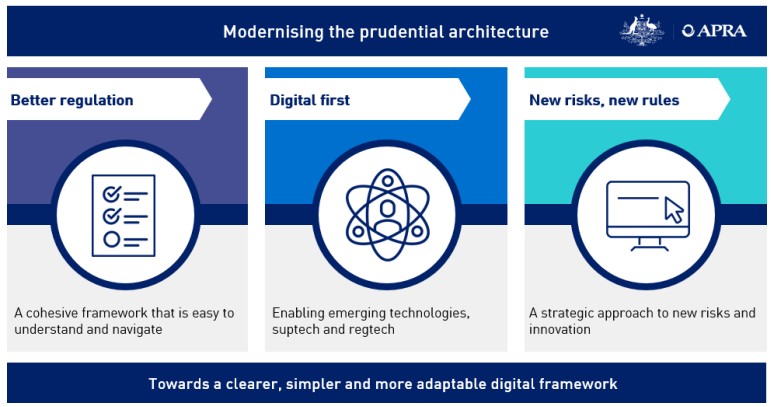 Modernising the prudential architecture
APRA
Better regulation
Digital first
New risks, new rules
A cohesive framework that is easy to
understand and navigate
Enabling emerging technologies,
suptech and regtech
A strategic approach to new risks and
innovation
Towards a clearer, simpler and more adaptable digital framework